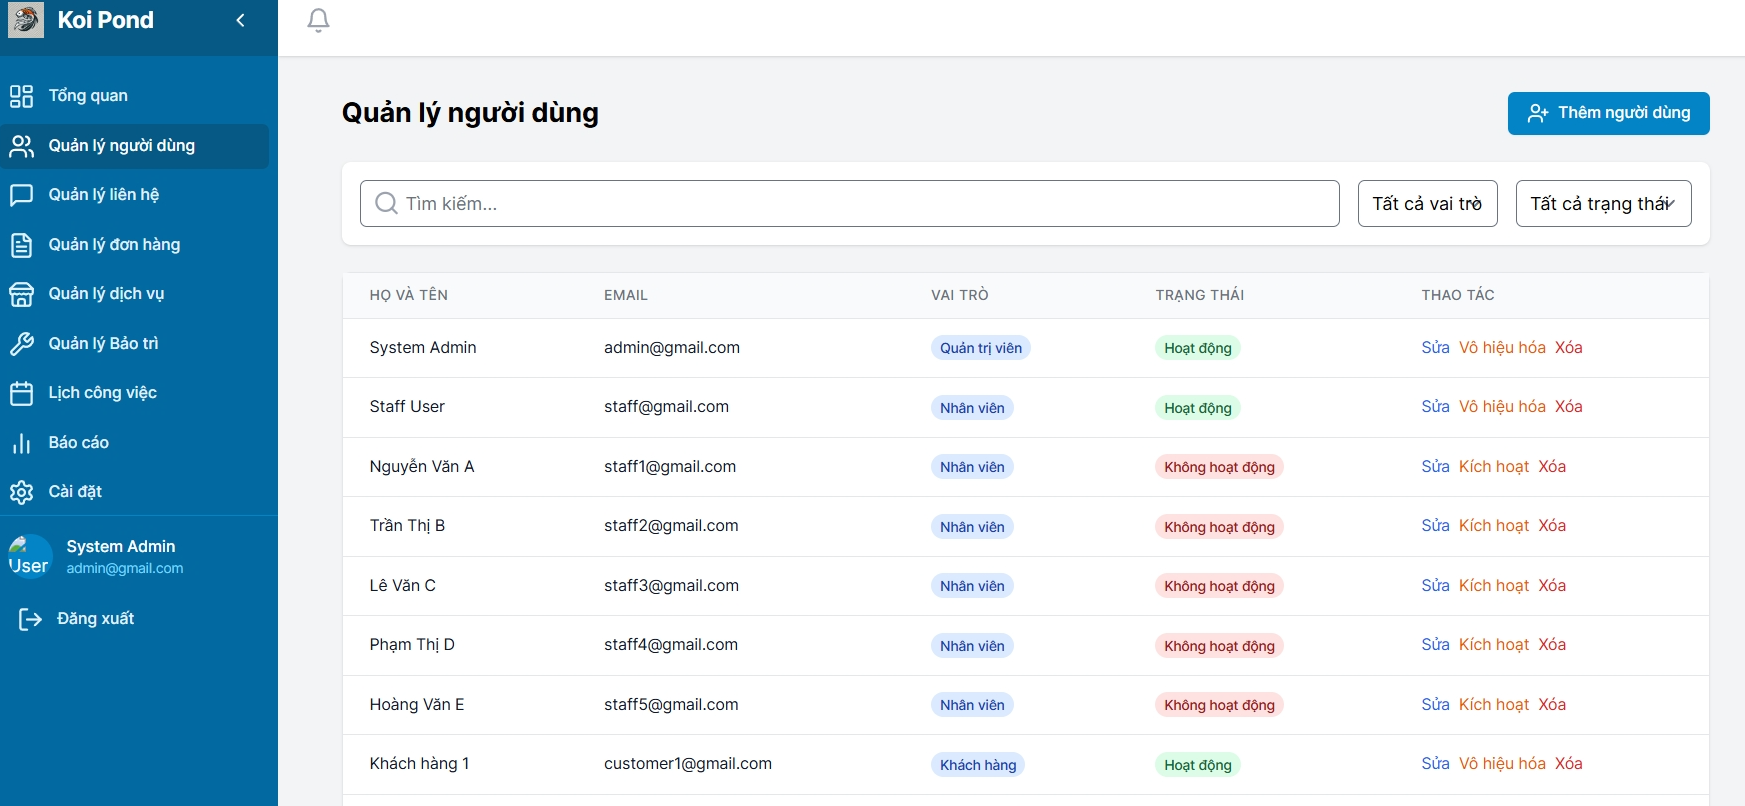 Koi Pond
Tổng quan
Quản lý người dùng
Quản lý liên hệ
Quản lý đơn hàng
Quản lý dịch vụ
Quản lý Bảo trì
Lịch công việc
Báo cáo
Cài đặt
User
System Admin
admin@gmail.com
Đăng xuất
Quản lý người dùng
Thêm người dùng
Tìm kiếm...
Tất cả vai trò
Tất cả trạng thái
HỌ VÀ TÊN EMAIL VAI TRÒ TRẠNG THÁI THAO TÁC
System Admin admin@gmail.com Quản trị viên Hoạt động Sửa Vô hiệu hóa Xóa
Staff User staff@gmail.com Nhân viên Hoạt động Sửa Vô hiệu hóa Xóa
Nguyễn Văn A staff1@gmail.com Nhân viên Không hoạt động Sửa Kích hoạt Xóa
Trần Thị B staff2@gmail.com Nhân viên Không hoạt động Sửa Kích hoạt Xóa
Lê Văn C staff3@gmail.com Nhân viên Không hoạt động Sửa Kích hoạt Xóa
Phạm Thị D staff4@gmail.com Nhân viên Không hoạt động Sửa Kích hoạt Xóa
Hoàng Văn E staff5@gmail.com Nhân viên Không hoạt động Sửa Kích hoạt Xóa
Khách hàng 1 customer1@gmail.com Khách hàng Hoạt động Sửa Vô hiệu hóa Xóa